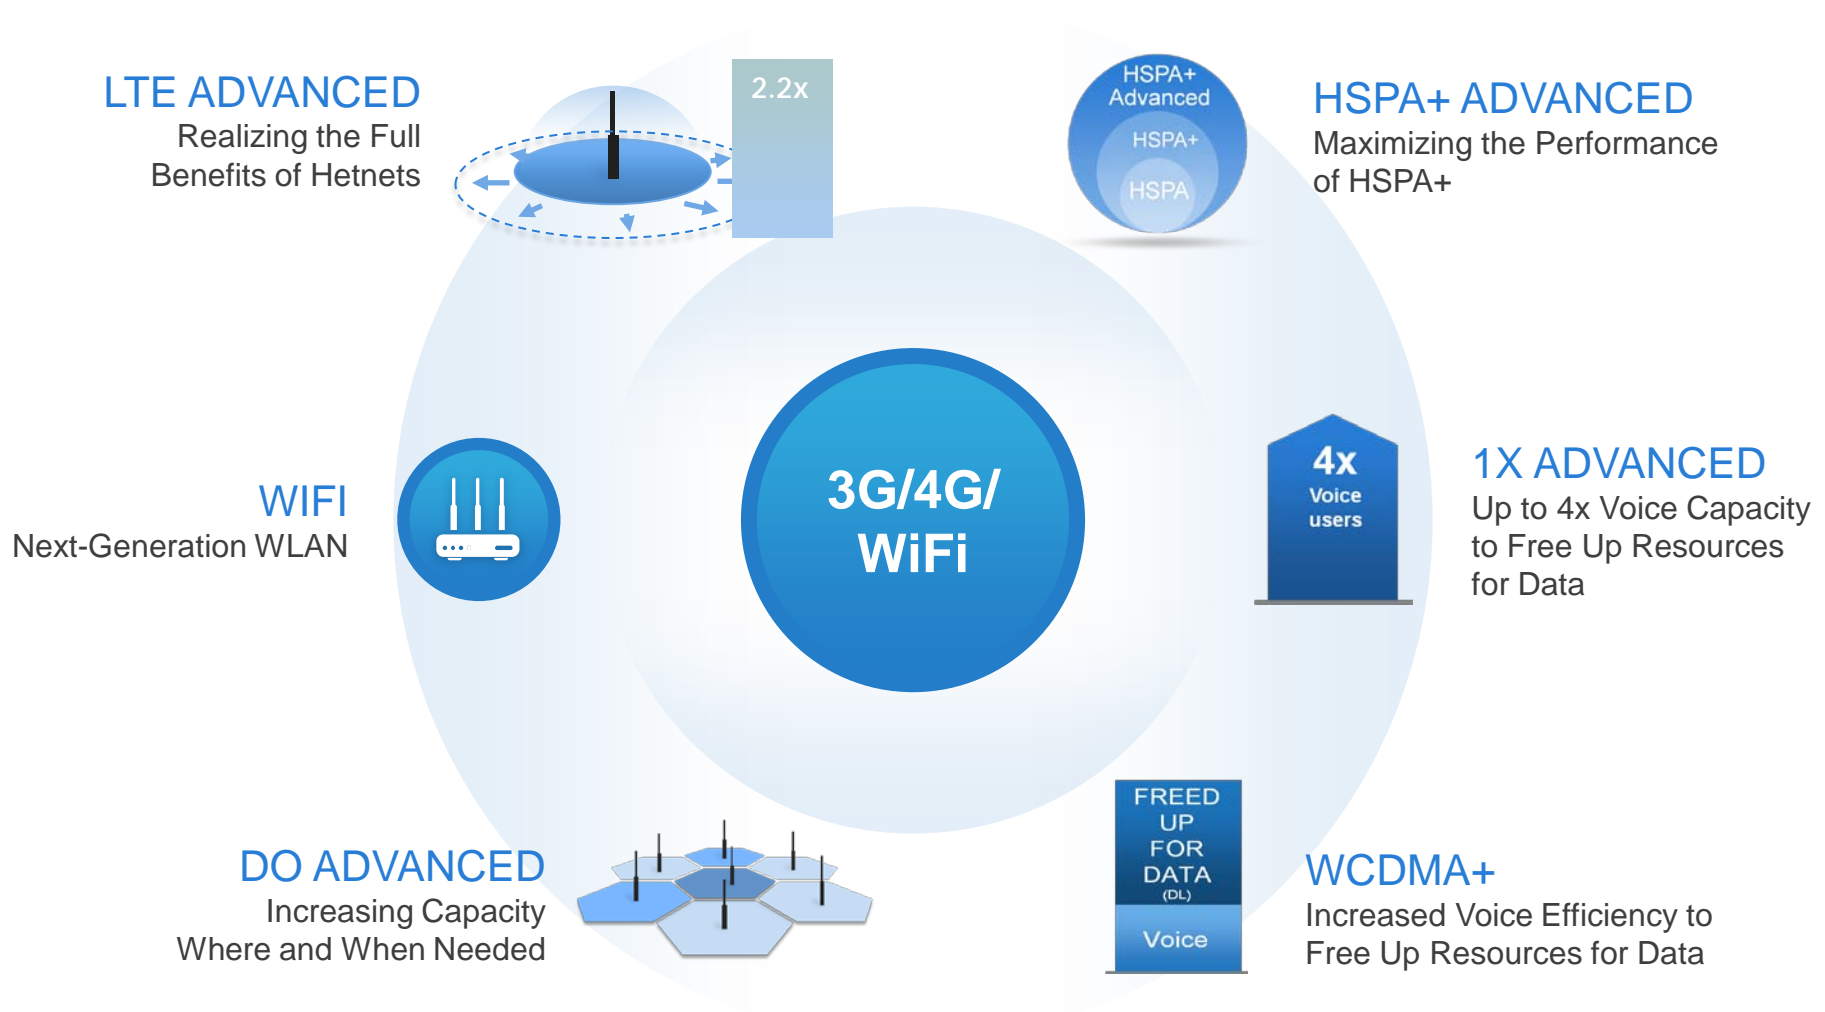 LTE ADVANCED
Realizing the Full
Benefits of Hetnets
2.2x
HSPA+
Advanced
HSPA+
HSPA
HSPA+ ADVANCED
Maximizing the Performance
of HSPA+
WIFI
Next-Generation WLAN
3G/4G/
WiFi
4x
Voice
users
1X ADVANCED
Up to 4x Voice Capacity
to Free Up Resources
for Data
DO ADVANCED
Increasing Capacity
Where and When Needed
FREED
UP
FOR
DATA
(DL)
Voice
WCDMA+
Increased Voice Efficiency to
Free Up Resources for Data